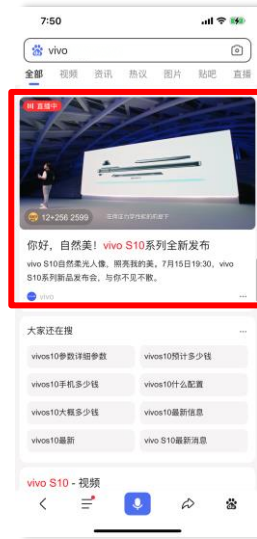 7:50
vivo
全部 视频 资讯 热议 图片 贴吧 直播
直播中
12+256 2599
你好，自然美！vivo S10系列全新发布
vivo S10自然柔光人像，照亮我的美。7月15日19:30，vivo
S10系列新品发布会，与你不见不散。
vivo
大家还在搜
vivos10参数详细参数 vivos10预计多少钱
vivos10手机多少钱 vivos10什么配置
vivos10大概多少钱 vivos10最新信息
vivos10最新 vivo S10最新消息
vivo S10 - 视频